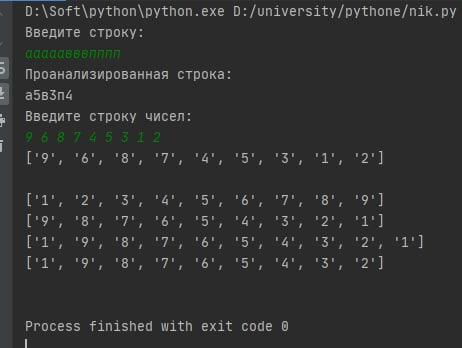 D:\Soft\python\python.exe D:/university/pythone/nik.py
Введите строку:
ааааавввпппп
Проанализированная строка:
а5в3п4
Введите строку чисел:
9 6 8 7 4 5 3 1 2
['9', '6', '8', '7', '4', '5', '3', '1', '2']
['1', '2', '3', '4', '5', '6', '7', '8', '9']
['9', '8', '7', '6', '5', '4', '3', '2', '1']
['1', '9', '8', '7', '6', '5', '4', '3', '2', '1']
['1', '9', '8', '7', '6', '5', '4', '3', '2']
Process finished with exit code 0